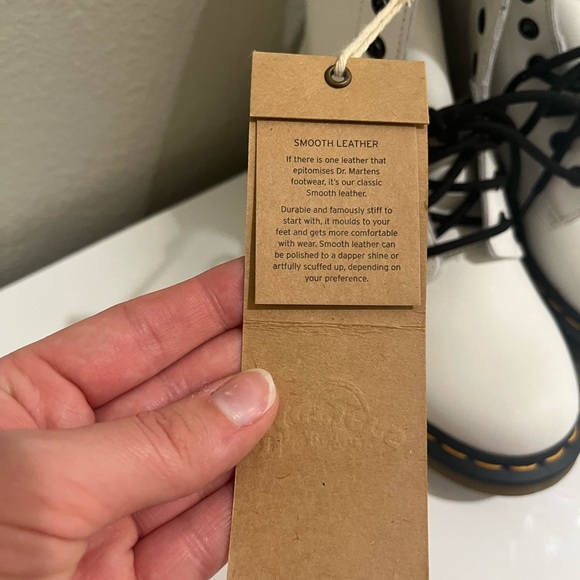 SMOOTH LEATHER
If there is one leather that
epitomises Dr. Martens
footwear, it's our classic
Smooth leather.
Durable and famously stiff to
start with, it moulds to your
feet and gets more comfortable
with wear. Smooth leather can
be polished to a dapper shine or
artfully scuffed up, depending on
your preference.